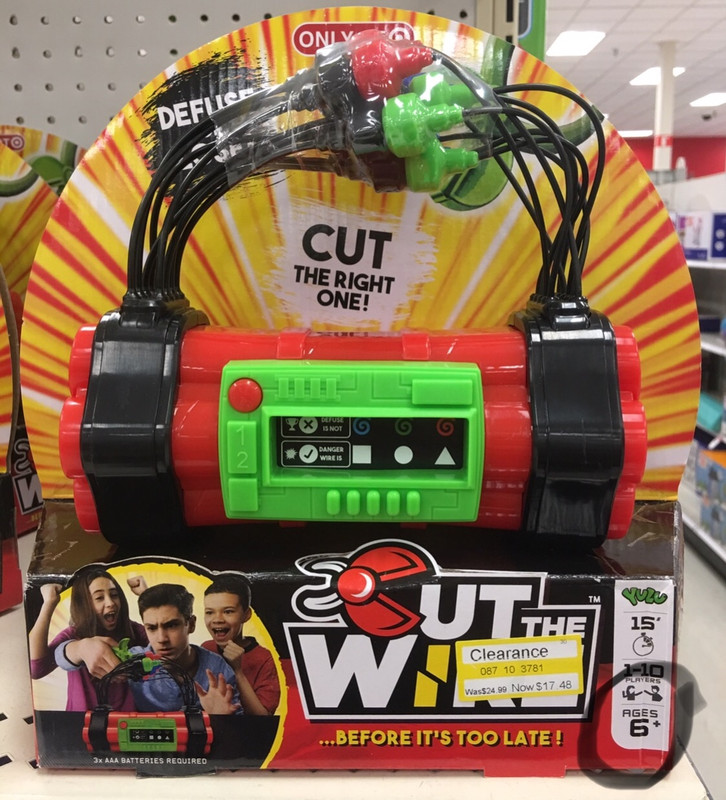 ONLY AT
DEFUSE
CUT
THE RIGHT
ONE!
1
2
DEFUSE
IS NOT
DANGER
WIRE IS
CUT THE
WIRE
TM
...BEFORE IT'S TOO LATE!
Clearance
087 10 3781
Was $24.99 Now $17 48
YULU
15'
1-10
PLAYERS
AGES
6+
3x AAA BATTERIES REQUIRED